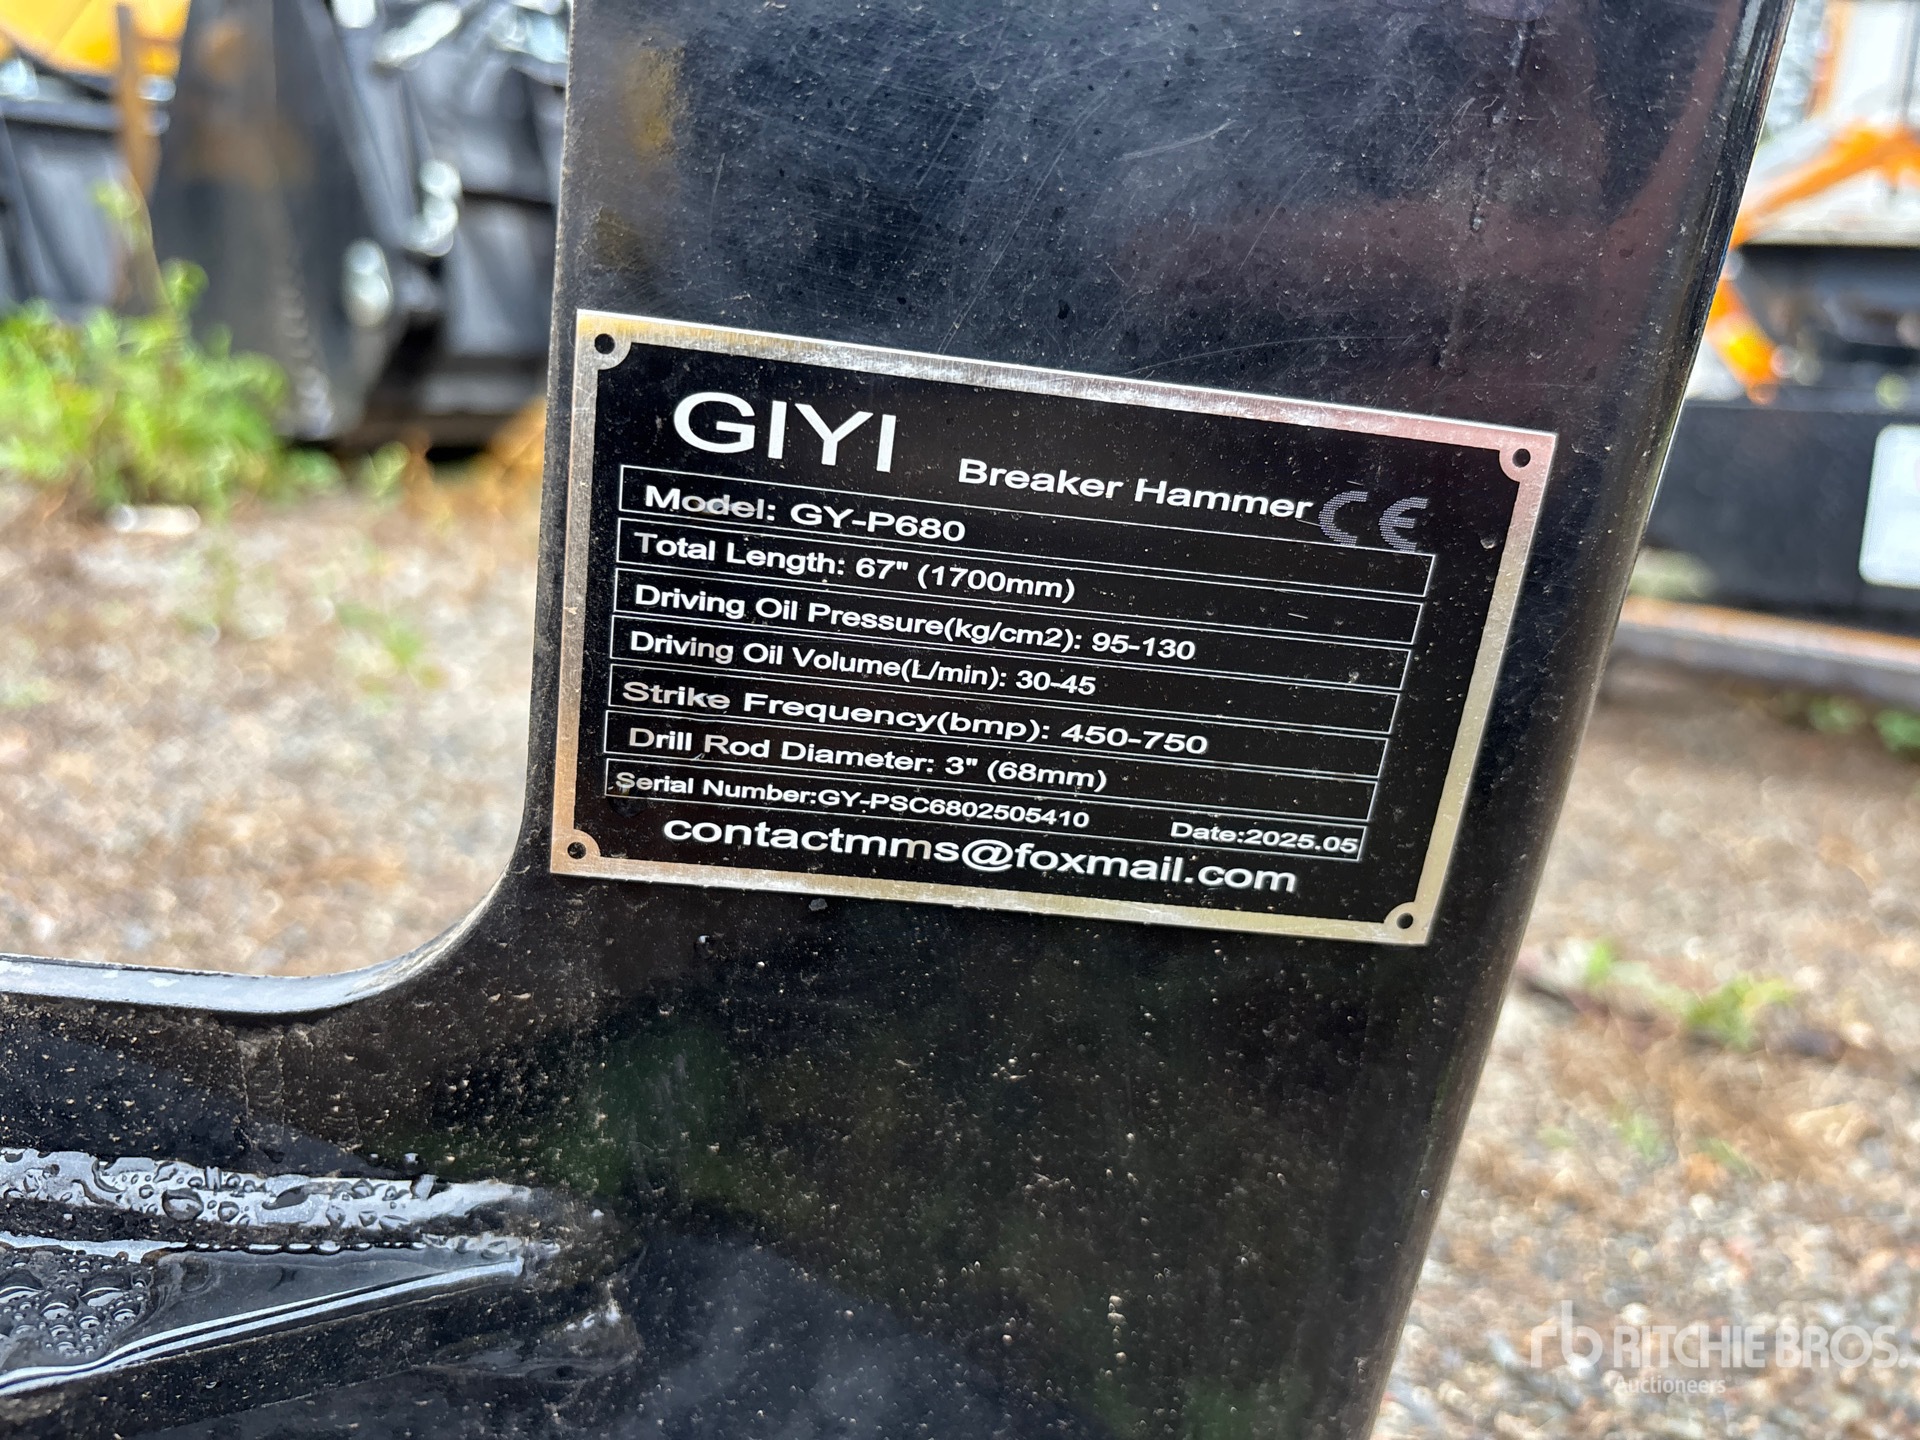 GIYI Breaker Hammer CE
Model: GY-P680
Total Length: 67" (1700mm)
Driving Oil Pressure(kg/cm2): 95-130
Driving Oil Volume(L/min): 30-45
Strike Frequency(bmp): 450-750
Drill Rod Diameter: 3" (68mm)
Serial Number:GY-PSC6802505410 Date:2025.05
contactmms@foxmail.com
rb RITCHIE BROS.
Auctioneers